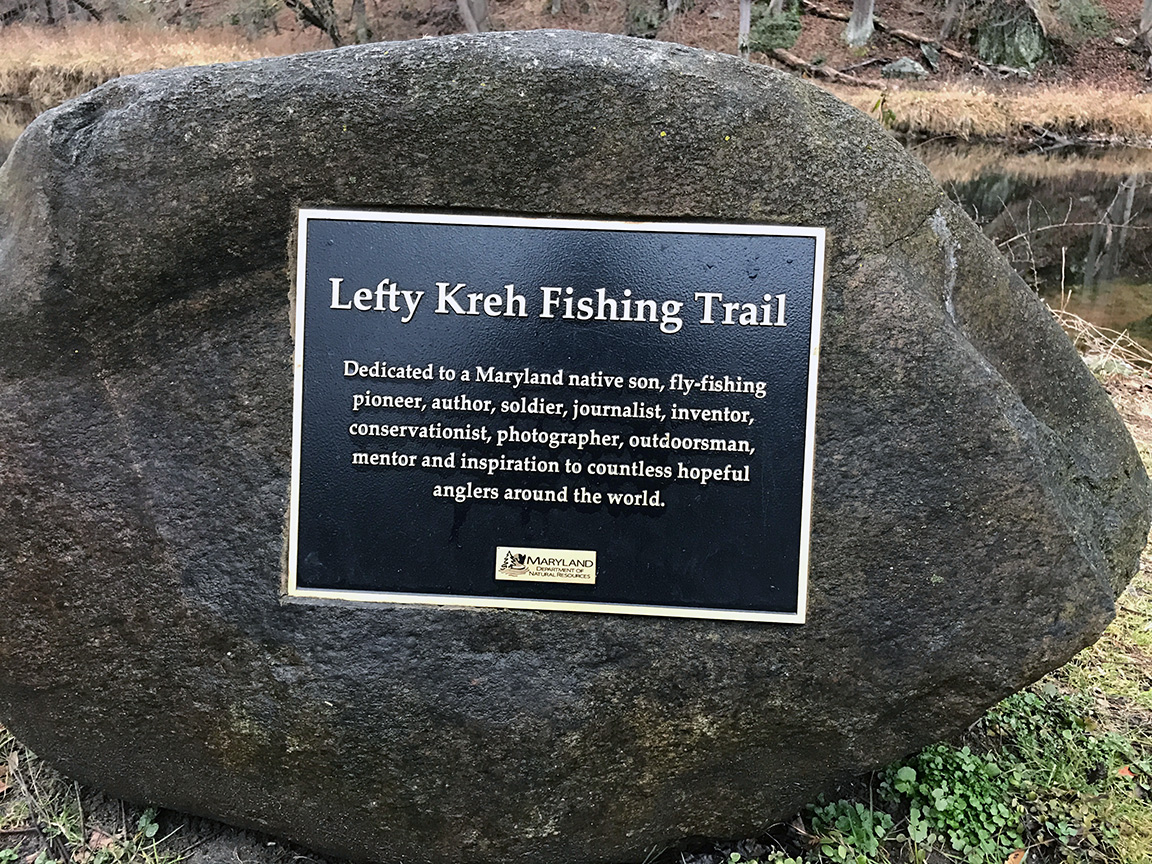 Lefty Kreh Fishing Trail
Dedicated to a Maryland native son, fly-fishing
pioneer, author, soldier, journalist, inventor,
conservationist, photographer, outdoorsman,
mentor and inspiration to countless hopeful
anglers around the world.
MARYLAND
DEPARTMENT OF
NATURAL RESOURCES